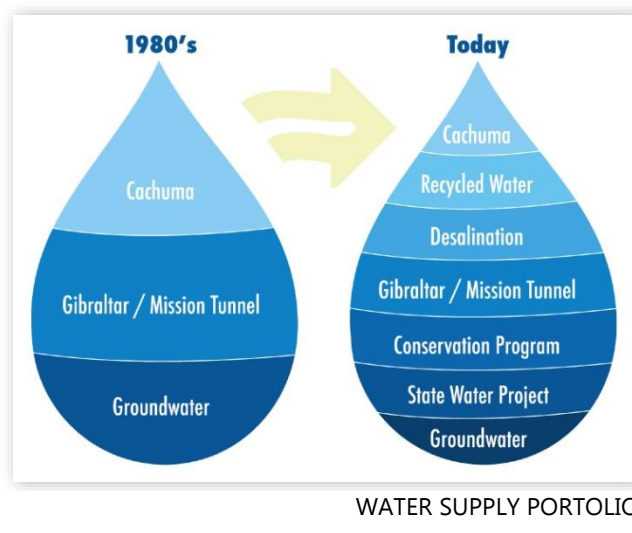 1980's
Cachuma
Gibraltar / Mission Tunnel
Groundwater
Today
Cachuma
Recycled Water
Desalination
Gibraltar / Mission Tunnel
Conservation Program
State Water Project
Groundwater
WATER SUPPLY PORTOLIO